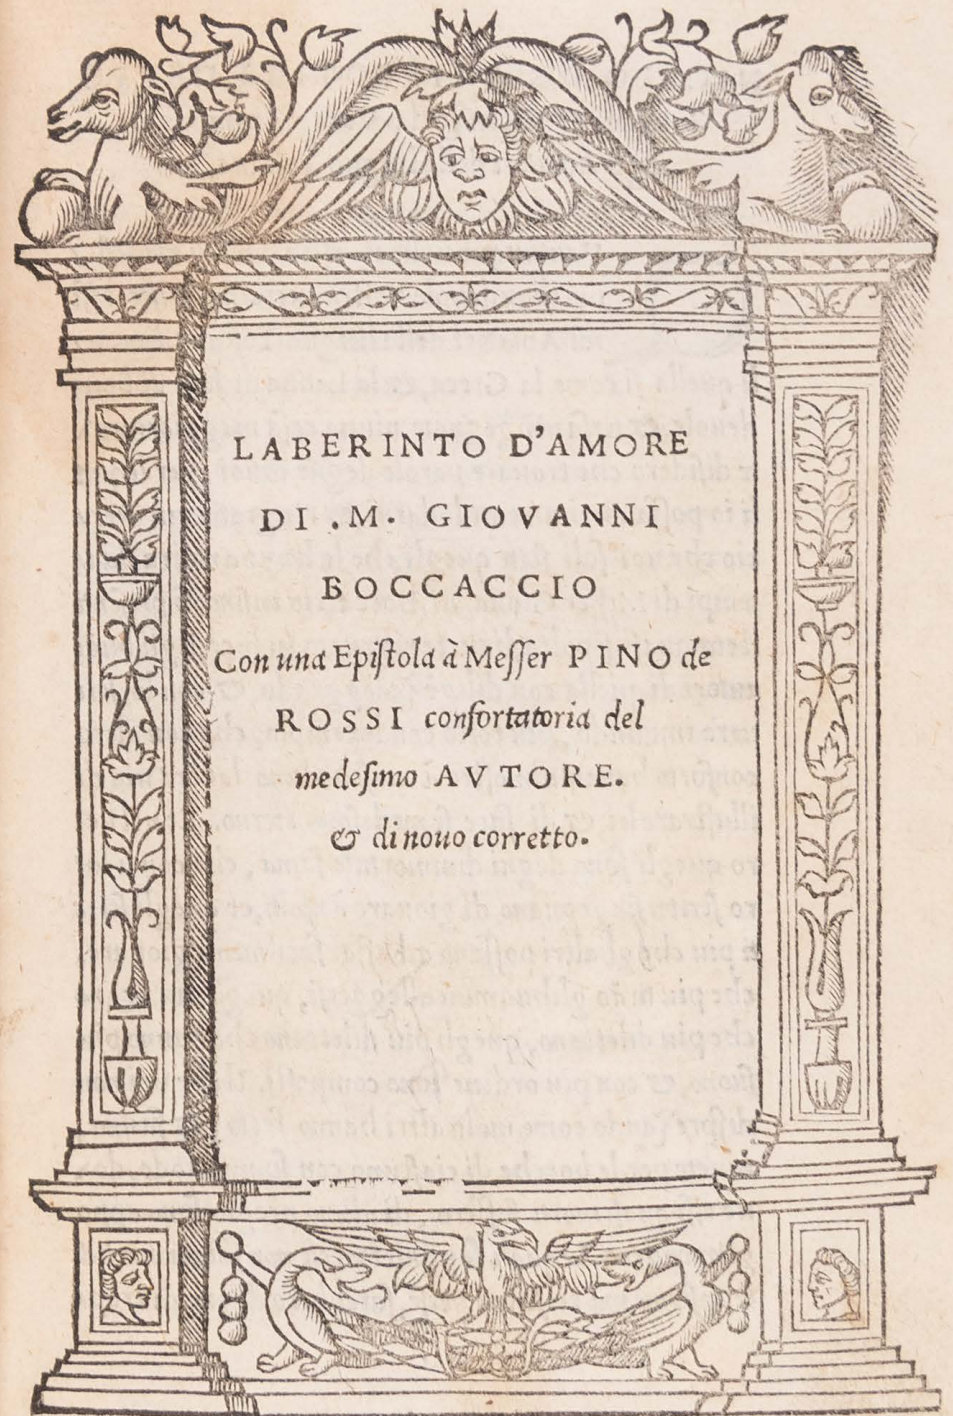 LABERINTO D'AMORE
DI .M. GIOVANNI
BOCCACCIO
Con una Epistola à Messer PINO de
ROSSI confortatoria del
medesimo AVTORE.
& di nouo corretto.